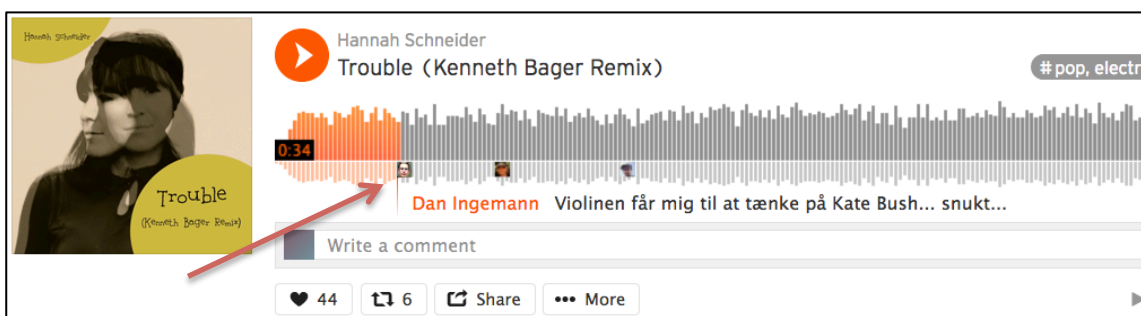 Hannah Schneider
Trouble
(Kenneth Bager Remix)
Hannah Schneider
Trouble (Kenneth Bager Remix)
# pop, electr
0:34
Dan Ingemann Violinen får mig til at tænke på Kate Bush... snukt...
Write a comment
44 6 Share More